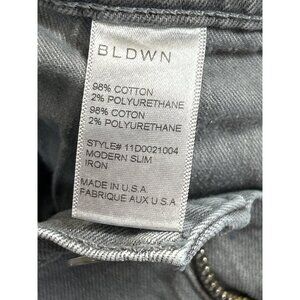 BLDWN
98% COTTON
2% POLYURETHANE
98% COTON
2% POLYURETHANE
STYLE# 11D0021004
MODERN SLIM
IRON
MADE IN U.S.A
FABRIQUE AUX U.S.A